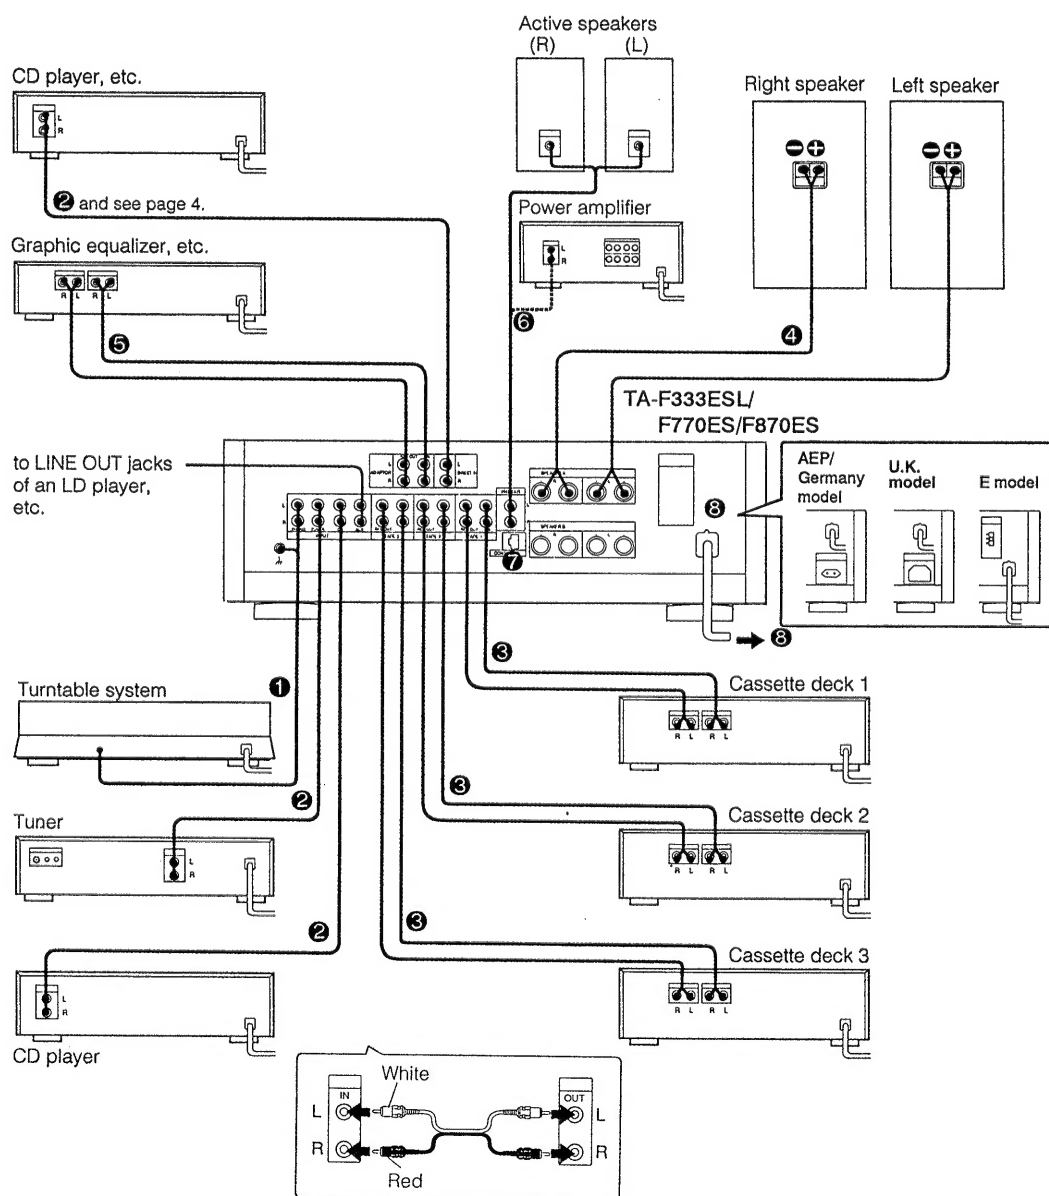 Active speakers
(R) (L)
CD player, etc.
L
R
Right speaker
Left speaker
❷ and see page 4.
Power amplifier
L
R
Graphic equalizer, etc.
R L R L
❺
❻
❹
TA-F333ESL/
F770ES/F870ES
to LINE OUT jacks
of an LD player,
etc.
AEP/
Germany
model
U.K.
model
E model
❽
❼
❽
❸
❶
Turntable system
Cassette deck 1
R L R L
❷
❸
Tuner
L
R
Cassette deck 2
R L R L
❷
❸
Cassette deck 3
R L R L
L
R
CD player
White
IN
OUT
L
L
R
R
Red